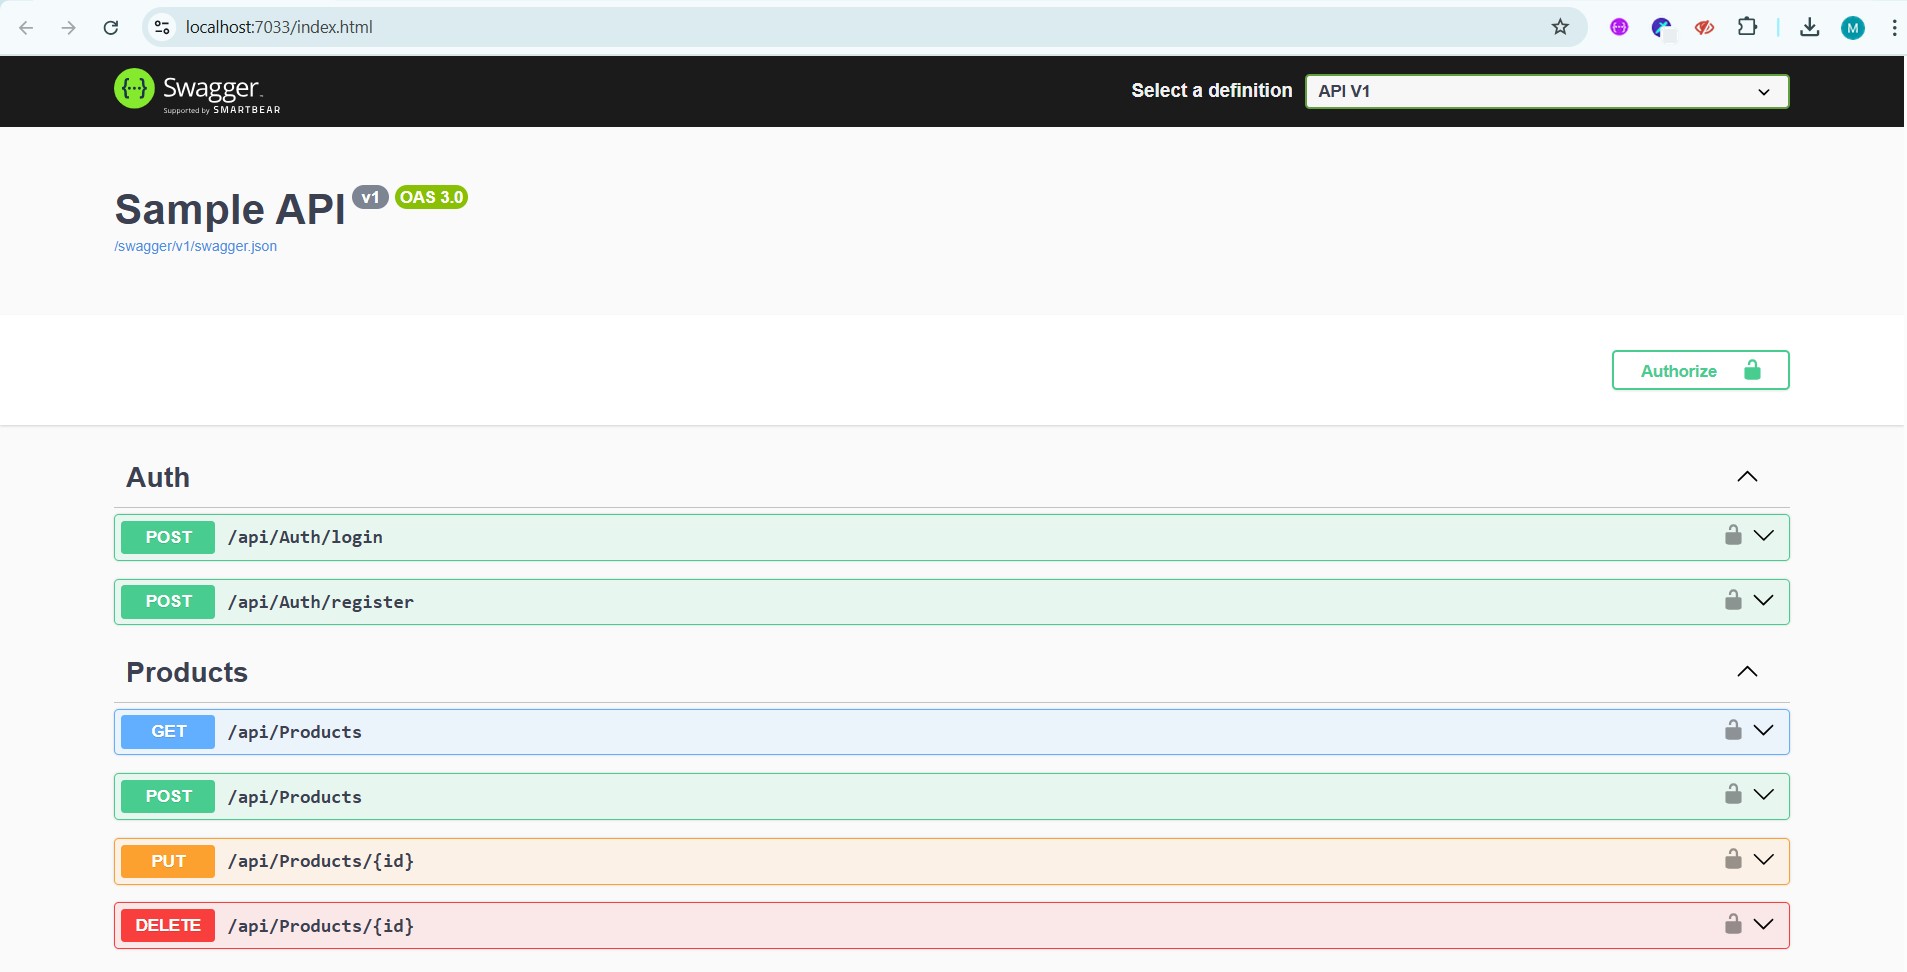 localhost:7033/index.html
M
{...} Swagger
Supported by SMARTBEAR
Select a definition
API V1
Sample API v1 OAS 3.0
/swagger/v1/swagger.json
Authorize
Auth
POST /api/Auth/login
POST /api/Auth/register
Products
GET /api/Products
POST /api/Products
PUT /api/Products/{id}
DELETE /api/Products/{id}